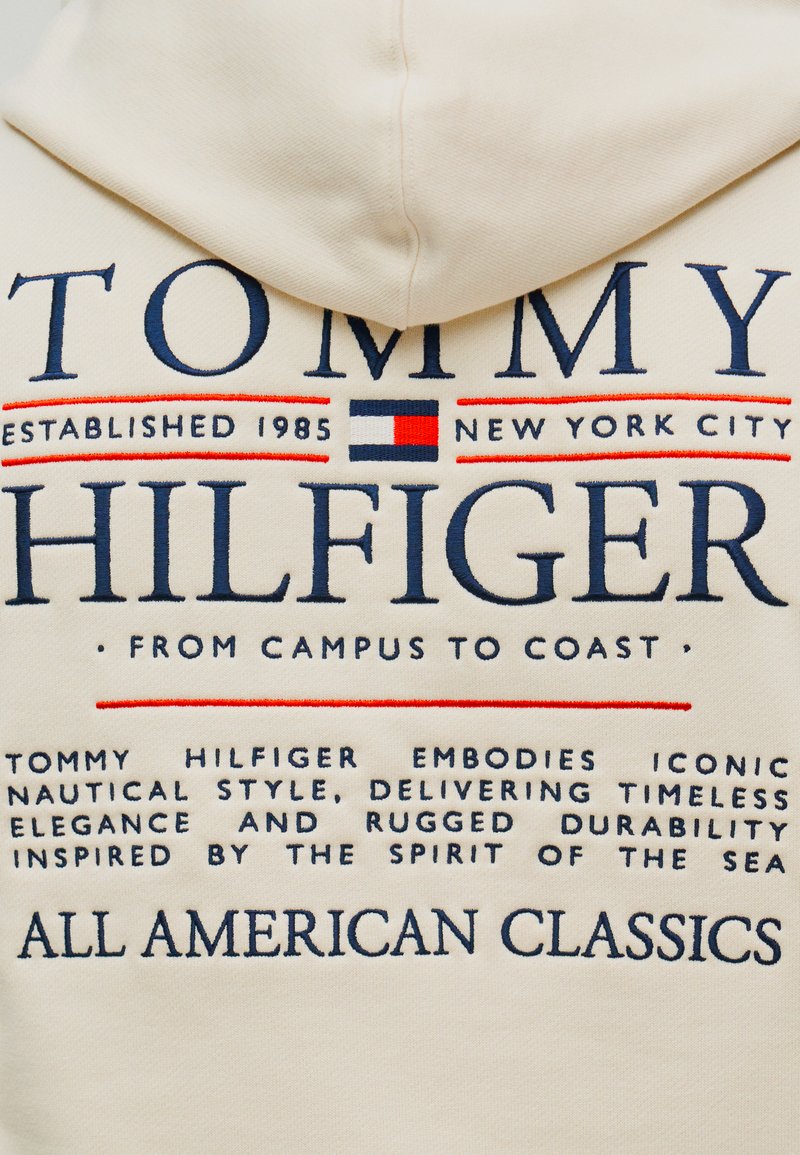 TOMMY
ESTABLISHED 1985 NEW YORK CITY
HILFIGER
· FROM CAMPUS TO COAST ·
TOMMY HILFIGER EMBODIES ICONIC
NAUTICAL STYLE, DELIVERING TIMELESS
ELEGANCE AND RUGGED DURABILITY
INSPIRED BY THE SPIRIT OF THE SEA
ALL AMERICAN CLASSICS